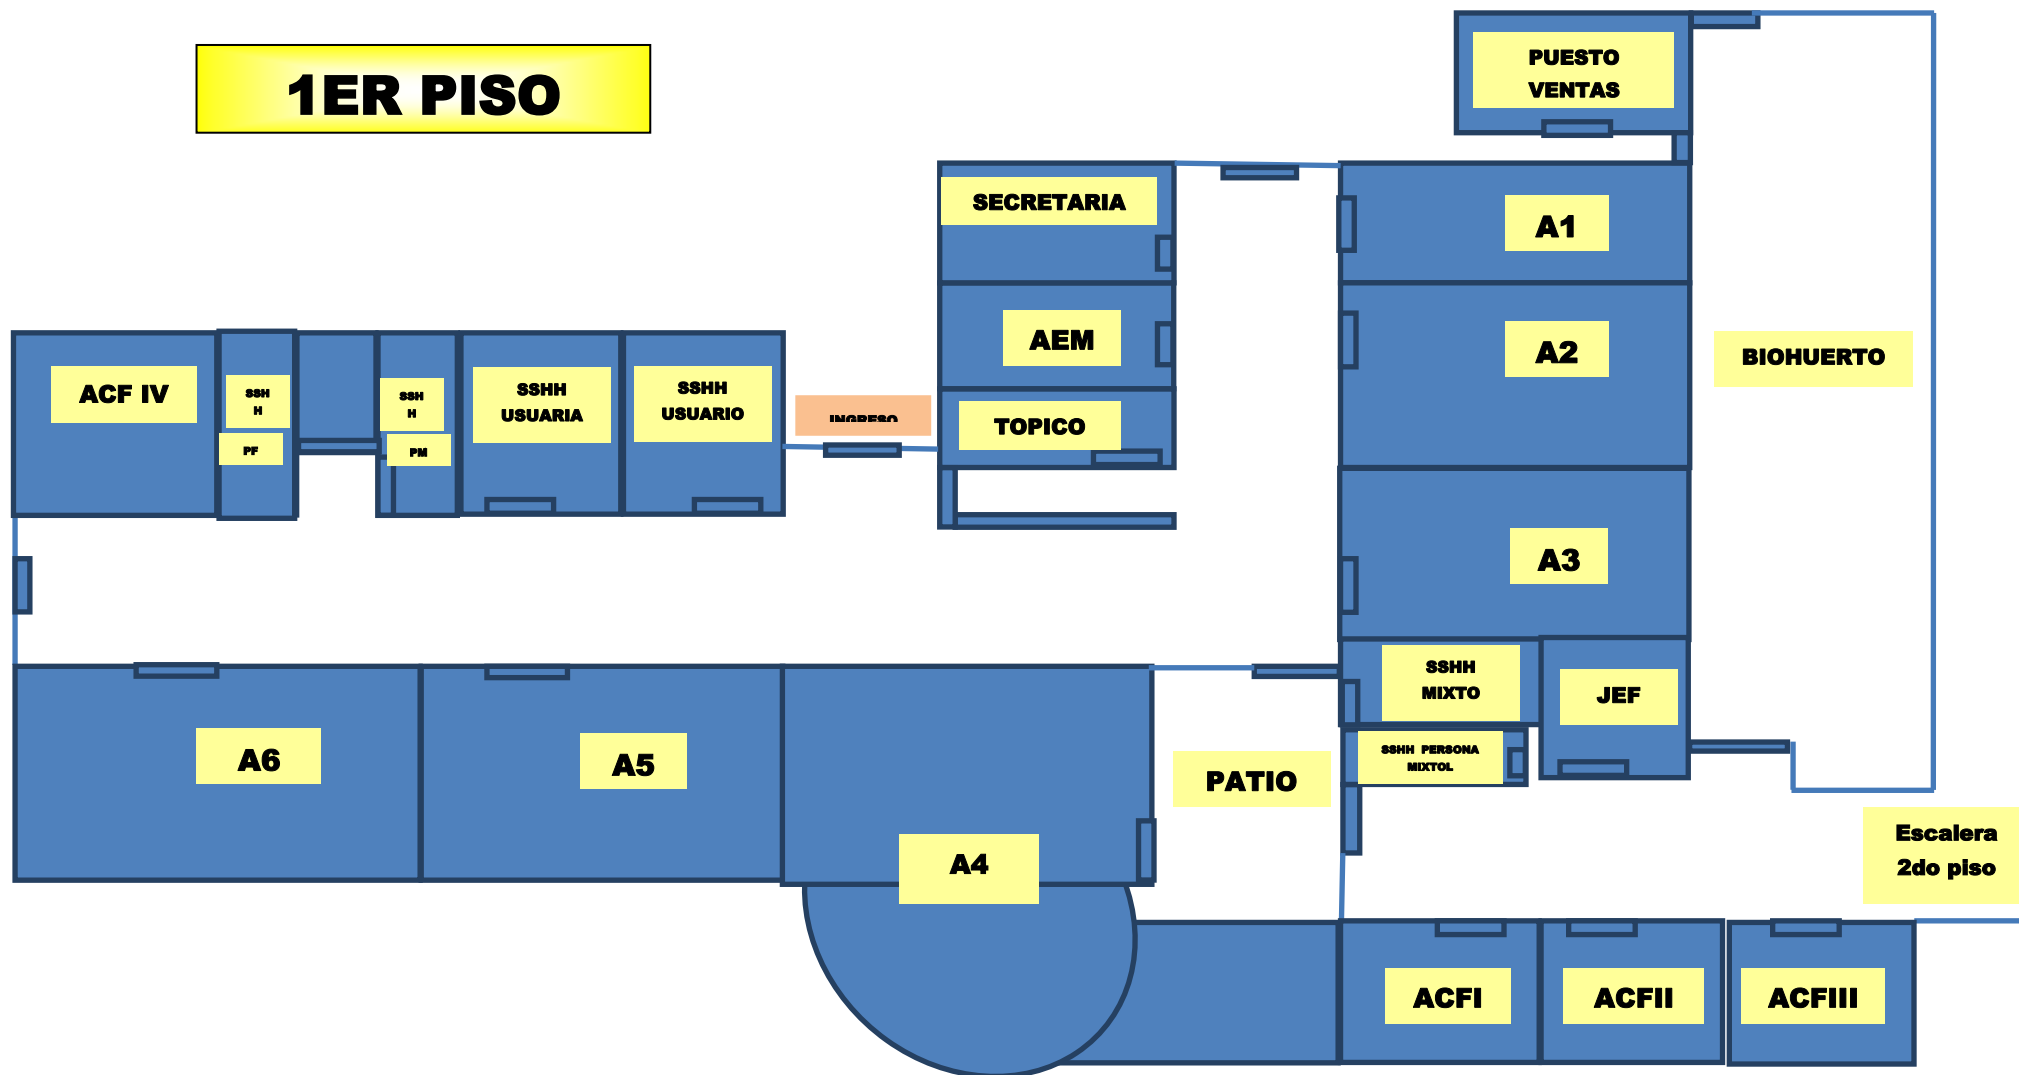 1ER PISO
PUESTO
VENTAS
SECRETARIA
A1
AEM
A2
BIOHUERTO
ACF IV
SSH
H
PF
SSH
H
PM
SSHH
USUARIA
SSHH
USUARIO
INGRESO
TOPICO
A3
SSHH
MIXTO
JEF
A6
A5
SSHH PERSONA
MIXTOL
PATIO
A4
Escalera
2do piso
ACFI
ACFII
ACFIII